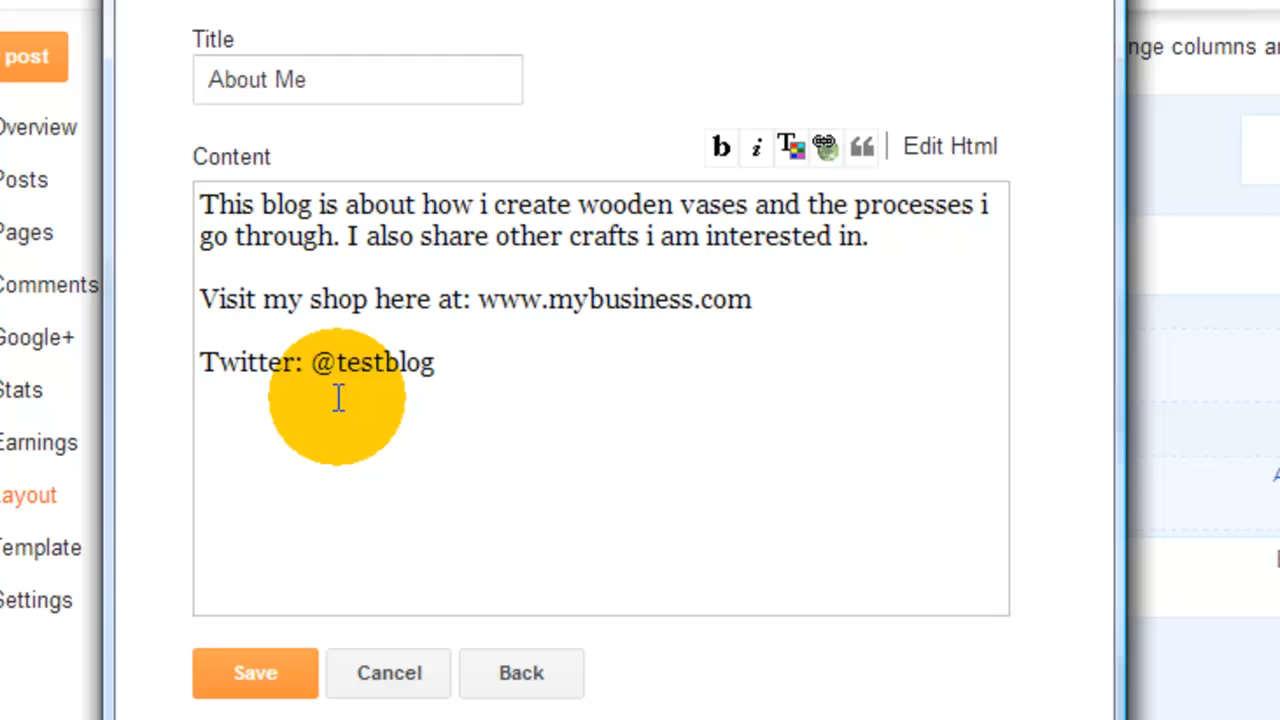 Title
post
nge columns
About Me
Overview
b i Edit Html
Content
Posts
This blog is about how i create wooden vases and the processes i
go through. I also share other crafts i am interested in.
Pages
Comments
Visit my shop here at: www.mybusiness.com
Google+
Twitter: @testblog
Stats
Earnings
Layout
Template
Settings
Save Cancel Back